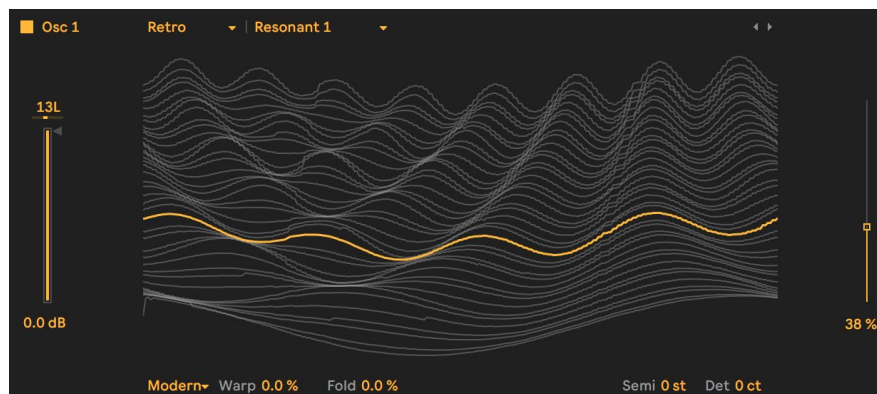 Osc 1 Retro Resonant 1
13L
0.0 dB
38 %
Modern Warp 0.0 % Fold 0.0 % Semi 0 st Det 0 ct